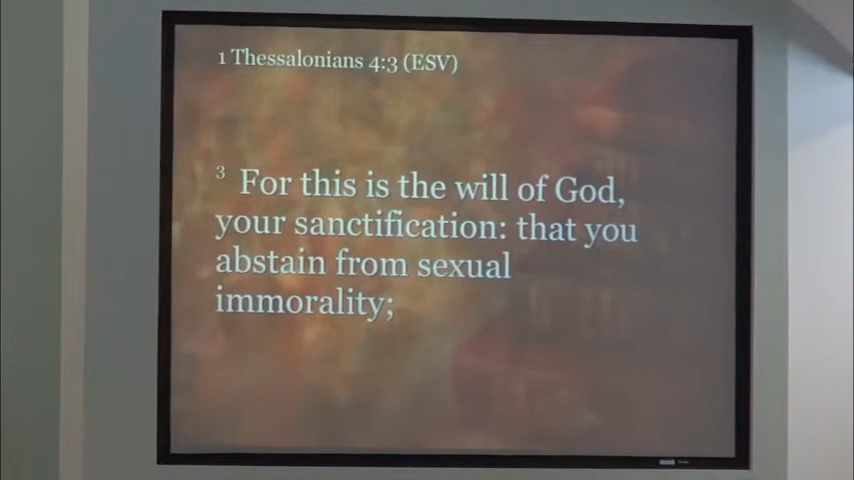 1 Thessalonians 4:3 (ESV)
3 For this is the will of God,
your sanctification: that you
abstain from sexual
immorality;